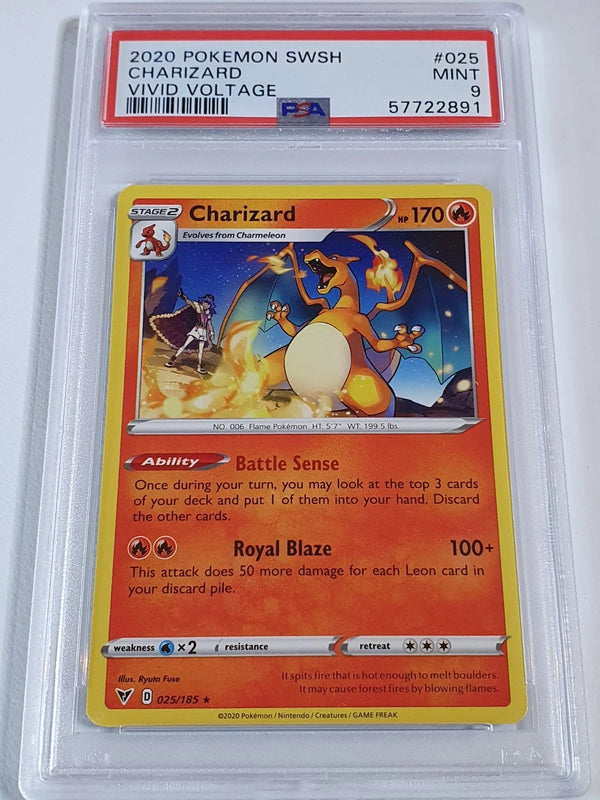 2020 POKEMON SWSH #025
CHARIZARD MINT
VIVID VOLTAGE 9
PSA 57722891
STAGE 2 Charizard HP 170
Evolves from Charmeleon
NO. 006 Flame Pokémon HT: 5'7" WT: 199.5 lbs.
Ability Battle Sense
Once during your turn, you may look at the top 3 cards
of your deck and put 1 of them into your hand. Discard
the other cards.
Royal Blaze 100+
This attack does 50 more damage for each Leon card in
your discard pile.
weakness ×2 resistance retreat
Illus. Ryuta Fuse
It spits fire that is hot enough to melt boulders.
It may cause forest fires by blowing flames.
D 025/185 ★
©2020 Pokémon / Nintendo / Creatures / GAME FREAK
PSA